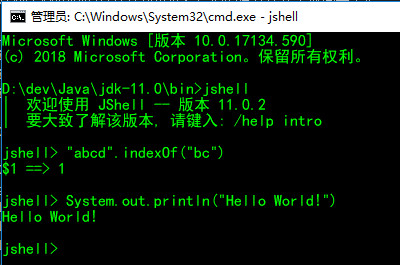 管理员: C:\Windows\System32\cmd.exe - jshell
Microsoft Windows [版本 10.0.17134.590]
(c) 2018 Microsoft Corporation。保留所有权利。
D:\dev\Java\jdk-11.0\bin>jshell
|  欢迎使用 JShell -- 版本 11.0.2
|  要大致了解该版本, 请键入: /help intro
jshell> "abcd".indexOf("bc")
$1 ==> 1
jshell> System.out.println("Hello World!")
Hello World!
jshell>